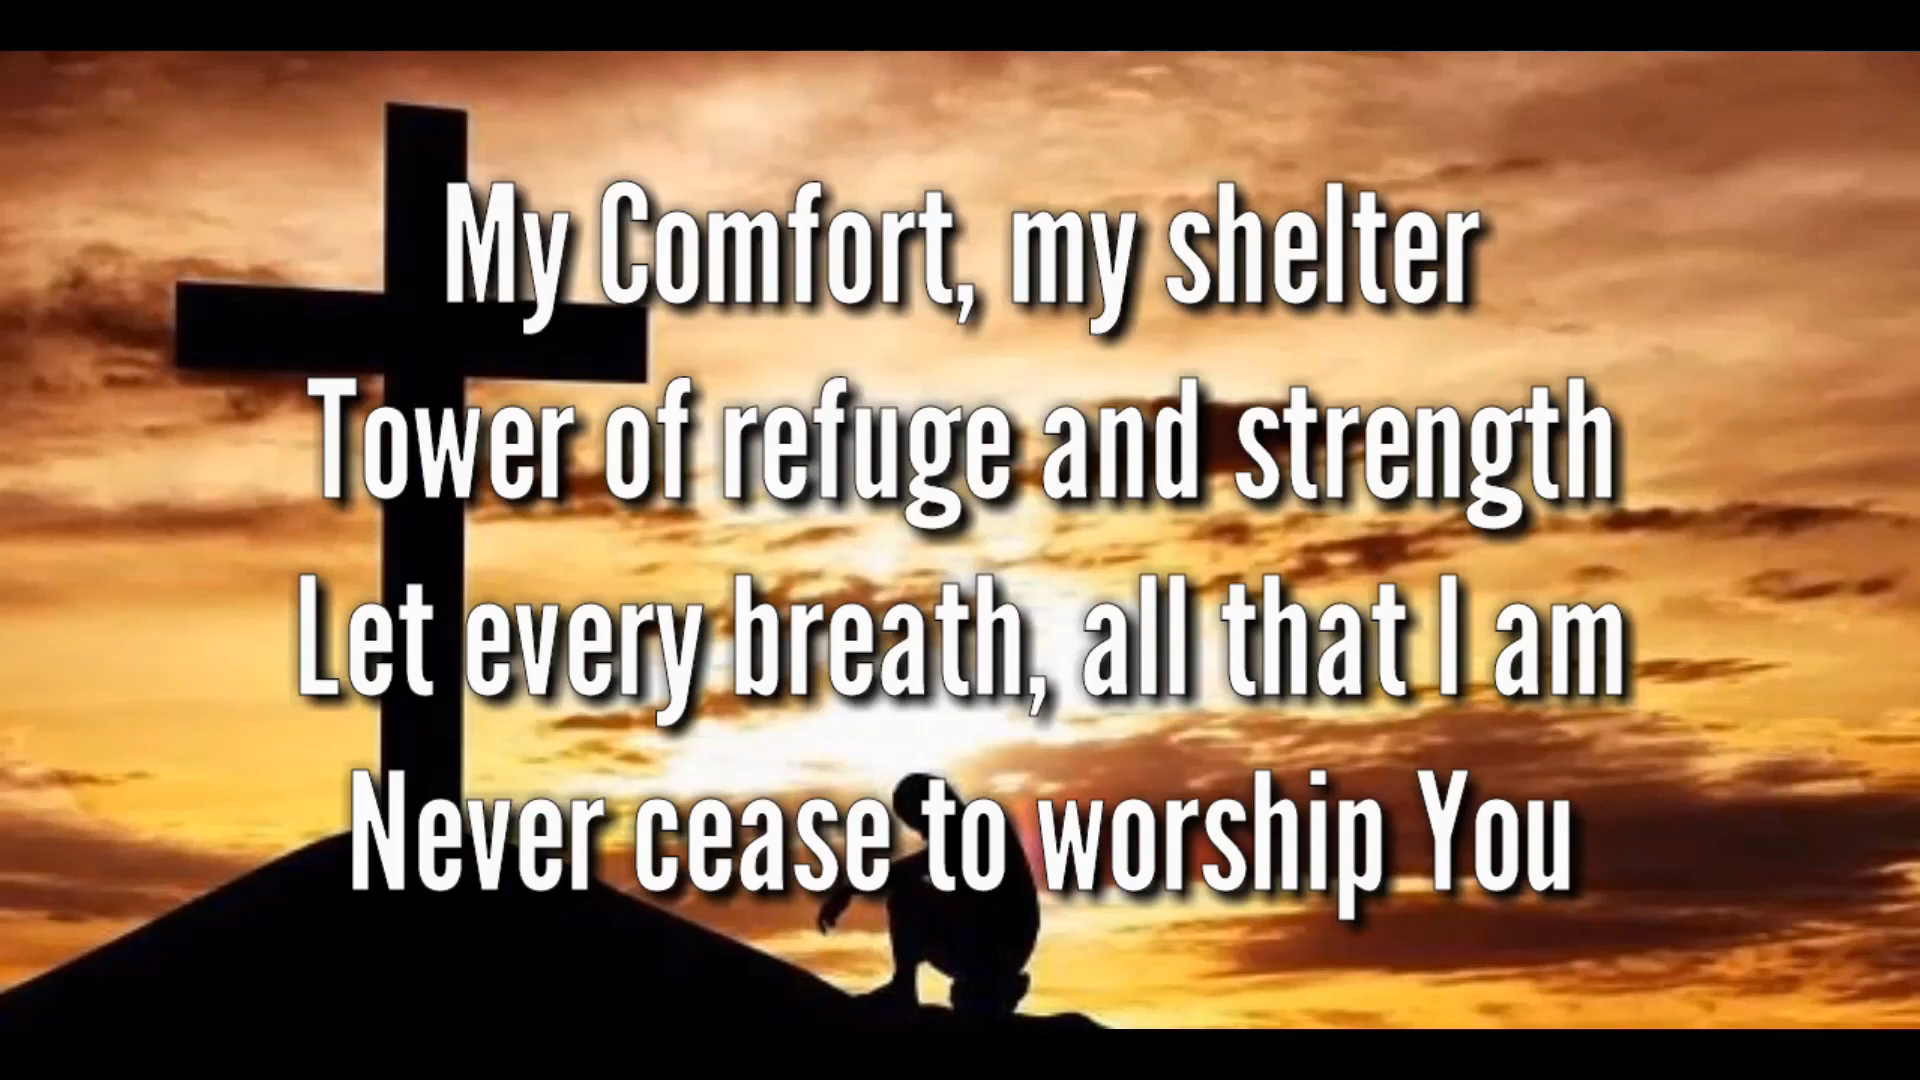 My Comfort, my shelter
Tower of refuge and strength
Let every breath, all that I am
Never cease to worship You